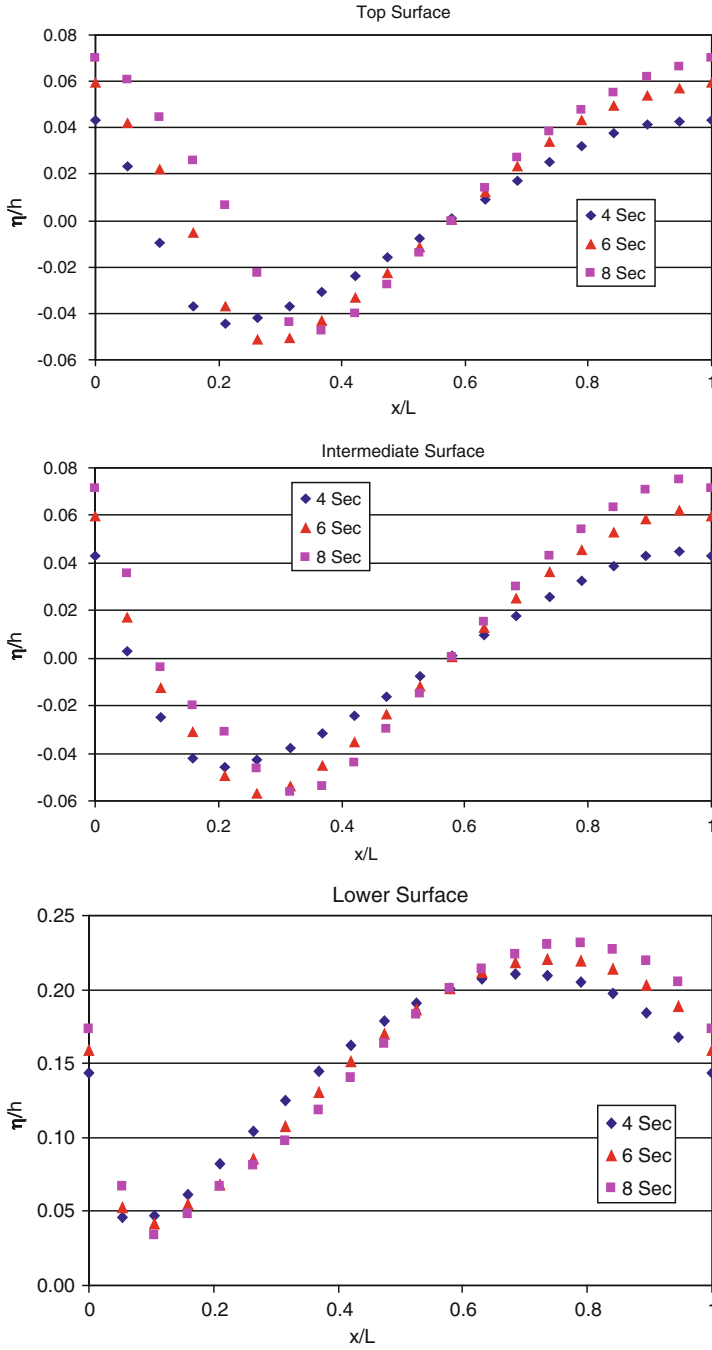 Top Surface
0.08
0.06
0.04
0.02
0.00
-0.02
-0.04
-0.06
η/h
4 Sec
6 Sec
8 Sec
0 0.2 0.4 0.6 0.8 1
x/L
Intermediate Surface
0.08
0.06
0.04
0.02
0.00
-0.02
-0.04
-0.06
η/h
4 Sec
6 Sec
8 Sec
0 0.2 0.4 0.6 0.8 1
x/L
Lower Surface
0.25
0.20
0.15
0.10
0.05
0.00
η/h
4 Sec
6 Sec
8 Sec
0 0.2 0.4 0.6 0.8 1
x/L